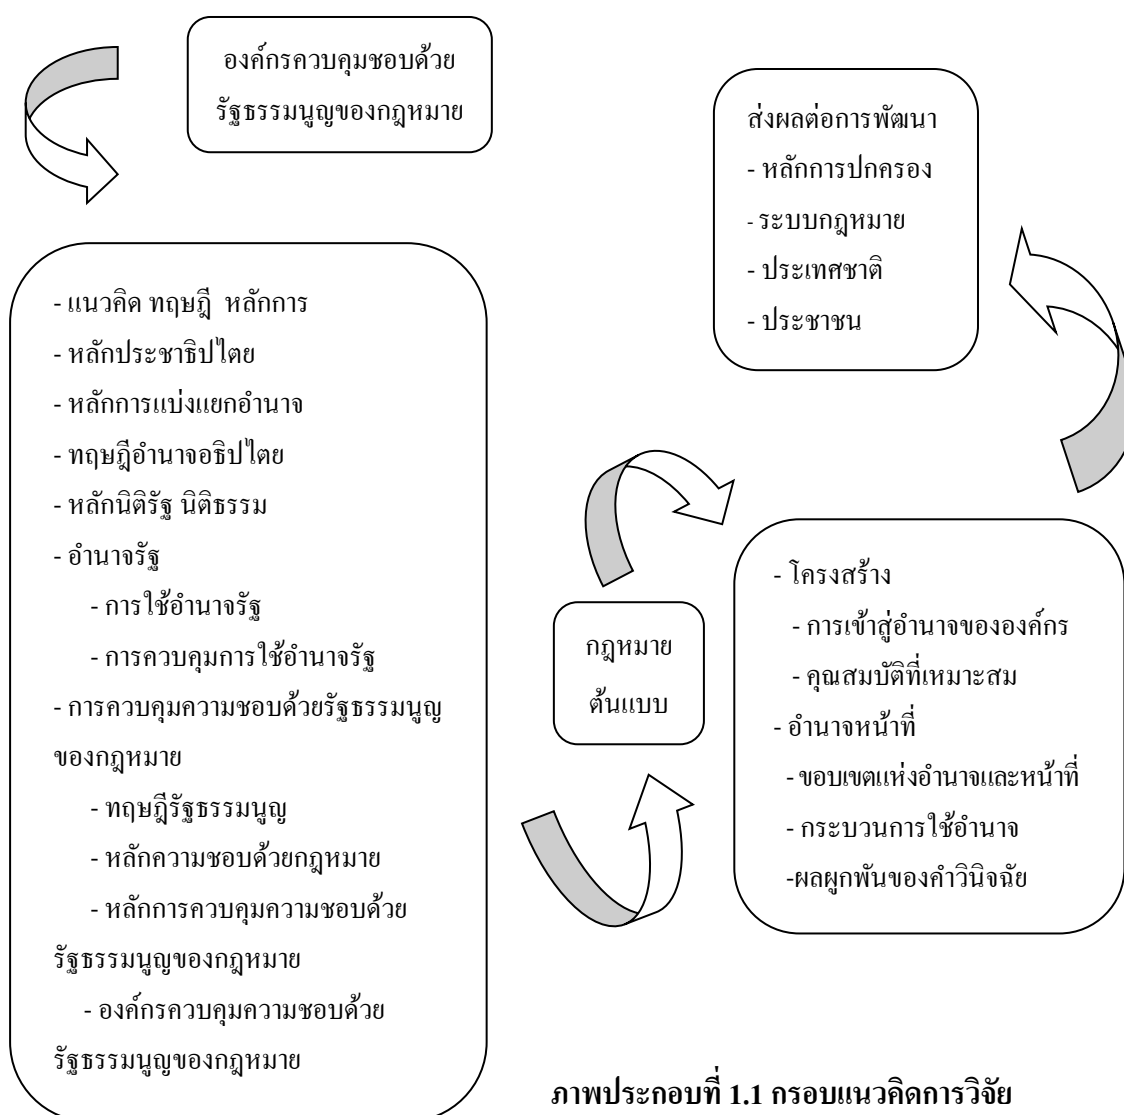 องค์กรควบคุมชอบด้วย
รัฐธรรมนูญของกฎหมาย
- แนวคิด ทฤษฎี  หลักการ
- หลักประชาธิปไตย
- หลักการแบ่งแยกอำนาจ
- ทฤษฎีอำนาจอธิปไตย
- หลักนิติรัฐ นิติธรรม
- อำนาจรัฐ
- การใช้อำนาจรัฐ
- การควบคุมการใช้อำนาจรัฐ
- การควบคุมความชอบด้วยรัฐธรรมนูญ
ของกฎหมาย
- ทฤษฎีรัฐธรรมนูญ
- หลักความชอบด้วยกฎหมาย
- หลักการควบคุมความชอบด้วย
รัฐธรรมนูญของกฎหมาย
- องค์กรควบคุมความชอบด้วย
รัฐธรรมนูญของกฎหมาย
กฎหมาย
ต้นแบบ
- โครงสร้าง
- การเข้าสู่อำนาจขององค์กร
- คุณสมบัติที่เหมาะสม
- อำนาจหน้าที่
- ขอบเขตแห่งอำนาจและหน้าที่
- กระบวนการใช้อำนาจ
-ผลผูกพันของคำวินิจฉัย
ส่งผลต่อการพัฒนา
- หลักการปกครอง
- ระบบกฎหมาย
- ประเทศชาติ
- ประชาชน
ภาพประกอบที่ 1.1 กรอบแนวคิดการวิจัย